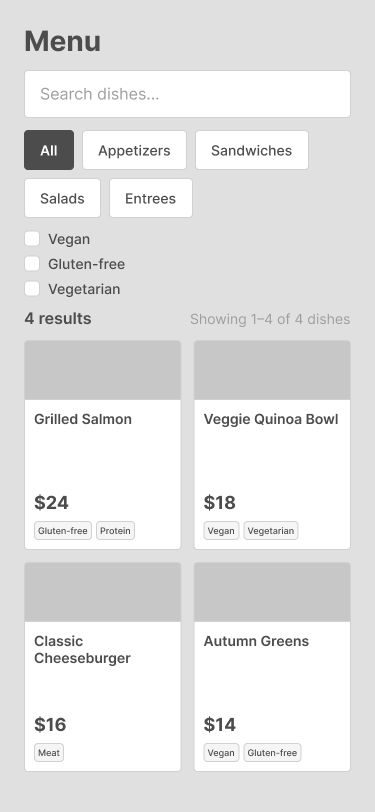 Menu
Search dishes...
All
Appetizers
Sandwiches
Salads
Entrees
Vegan
Gluten-free
Vegetarian
4 results
Showing 1–4 of 4 dishes
Grilled Salmon
$24
Gluten-free
Protein
Veggie Quinoa Bowl
$18
Vegan
Vegetarian
Classic
Cheeseburger
$16
Meat
Autumn Greens
$14
Vegan
Gluten-free